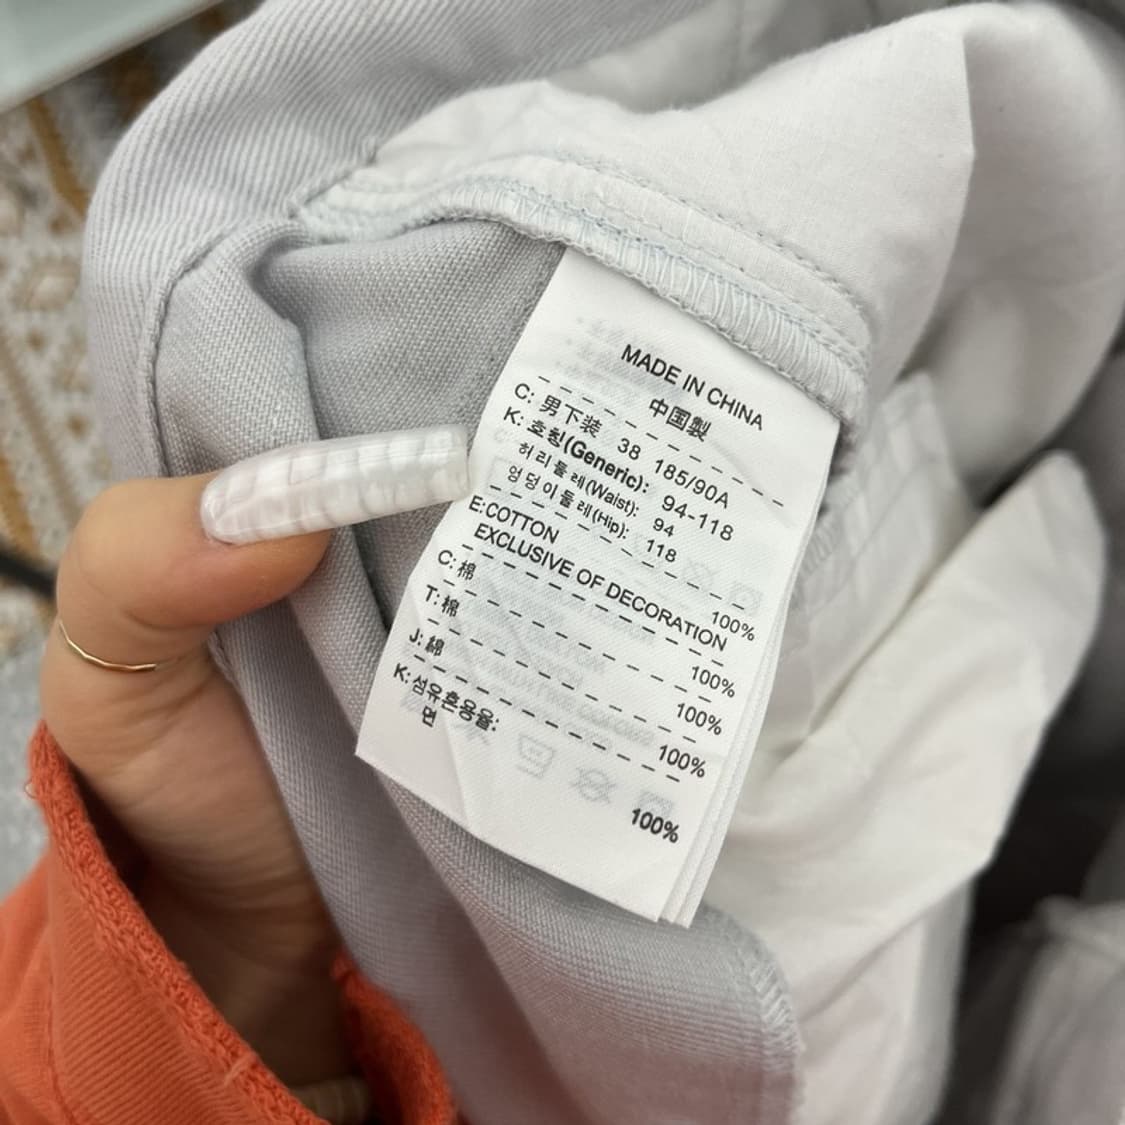 MADE IN CHINA
中国製
C: 男下装 38 185/90A
K: 호칭(Generic): 94-118
허리둘레(Waist): 94
엉덩이둘레(Hip): 118
E:COTTON 100%
EXCLUSIVE OF DECORATION
C: 棉 100%
T: 棉 100%
J: 綿 100%
K: 섬유혼용율:
면 100%